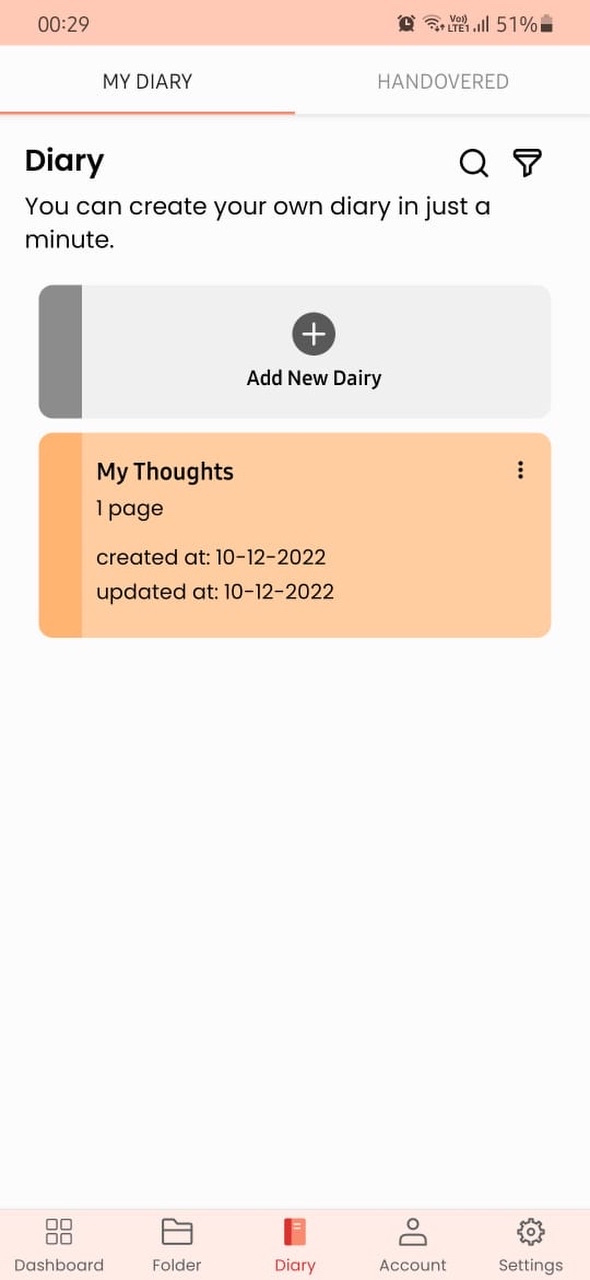 00:29
Vo))
LTE1
51%
MY DIARY
HANDOVERED
Diary
You can create your own diary in just a
minute.
Add New Dairy
My Thoughts
1 page
created at: 10-12-2022
updated at: 10-12-2022
Dashboard
Folder
Diary
Account
Settings